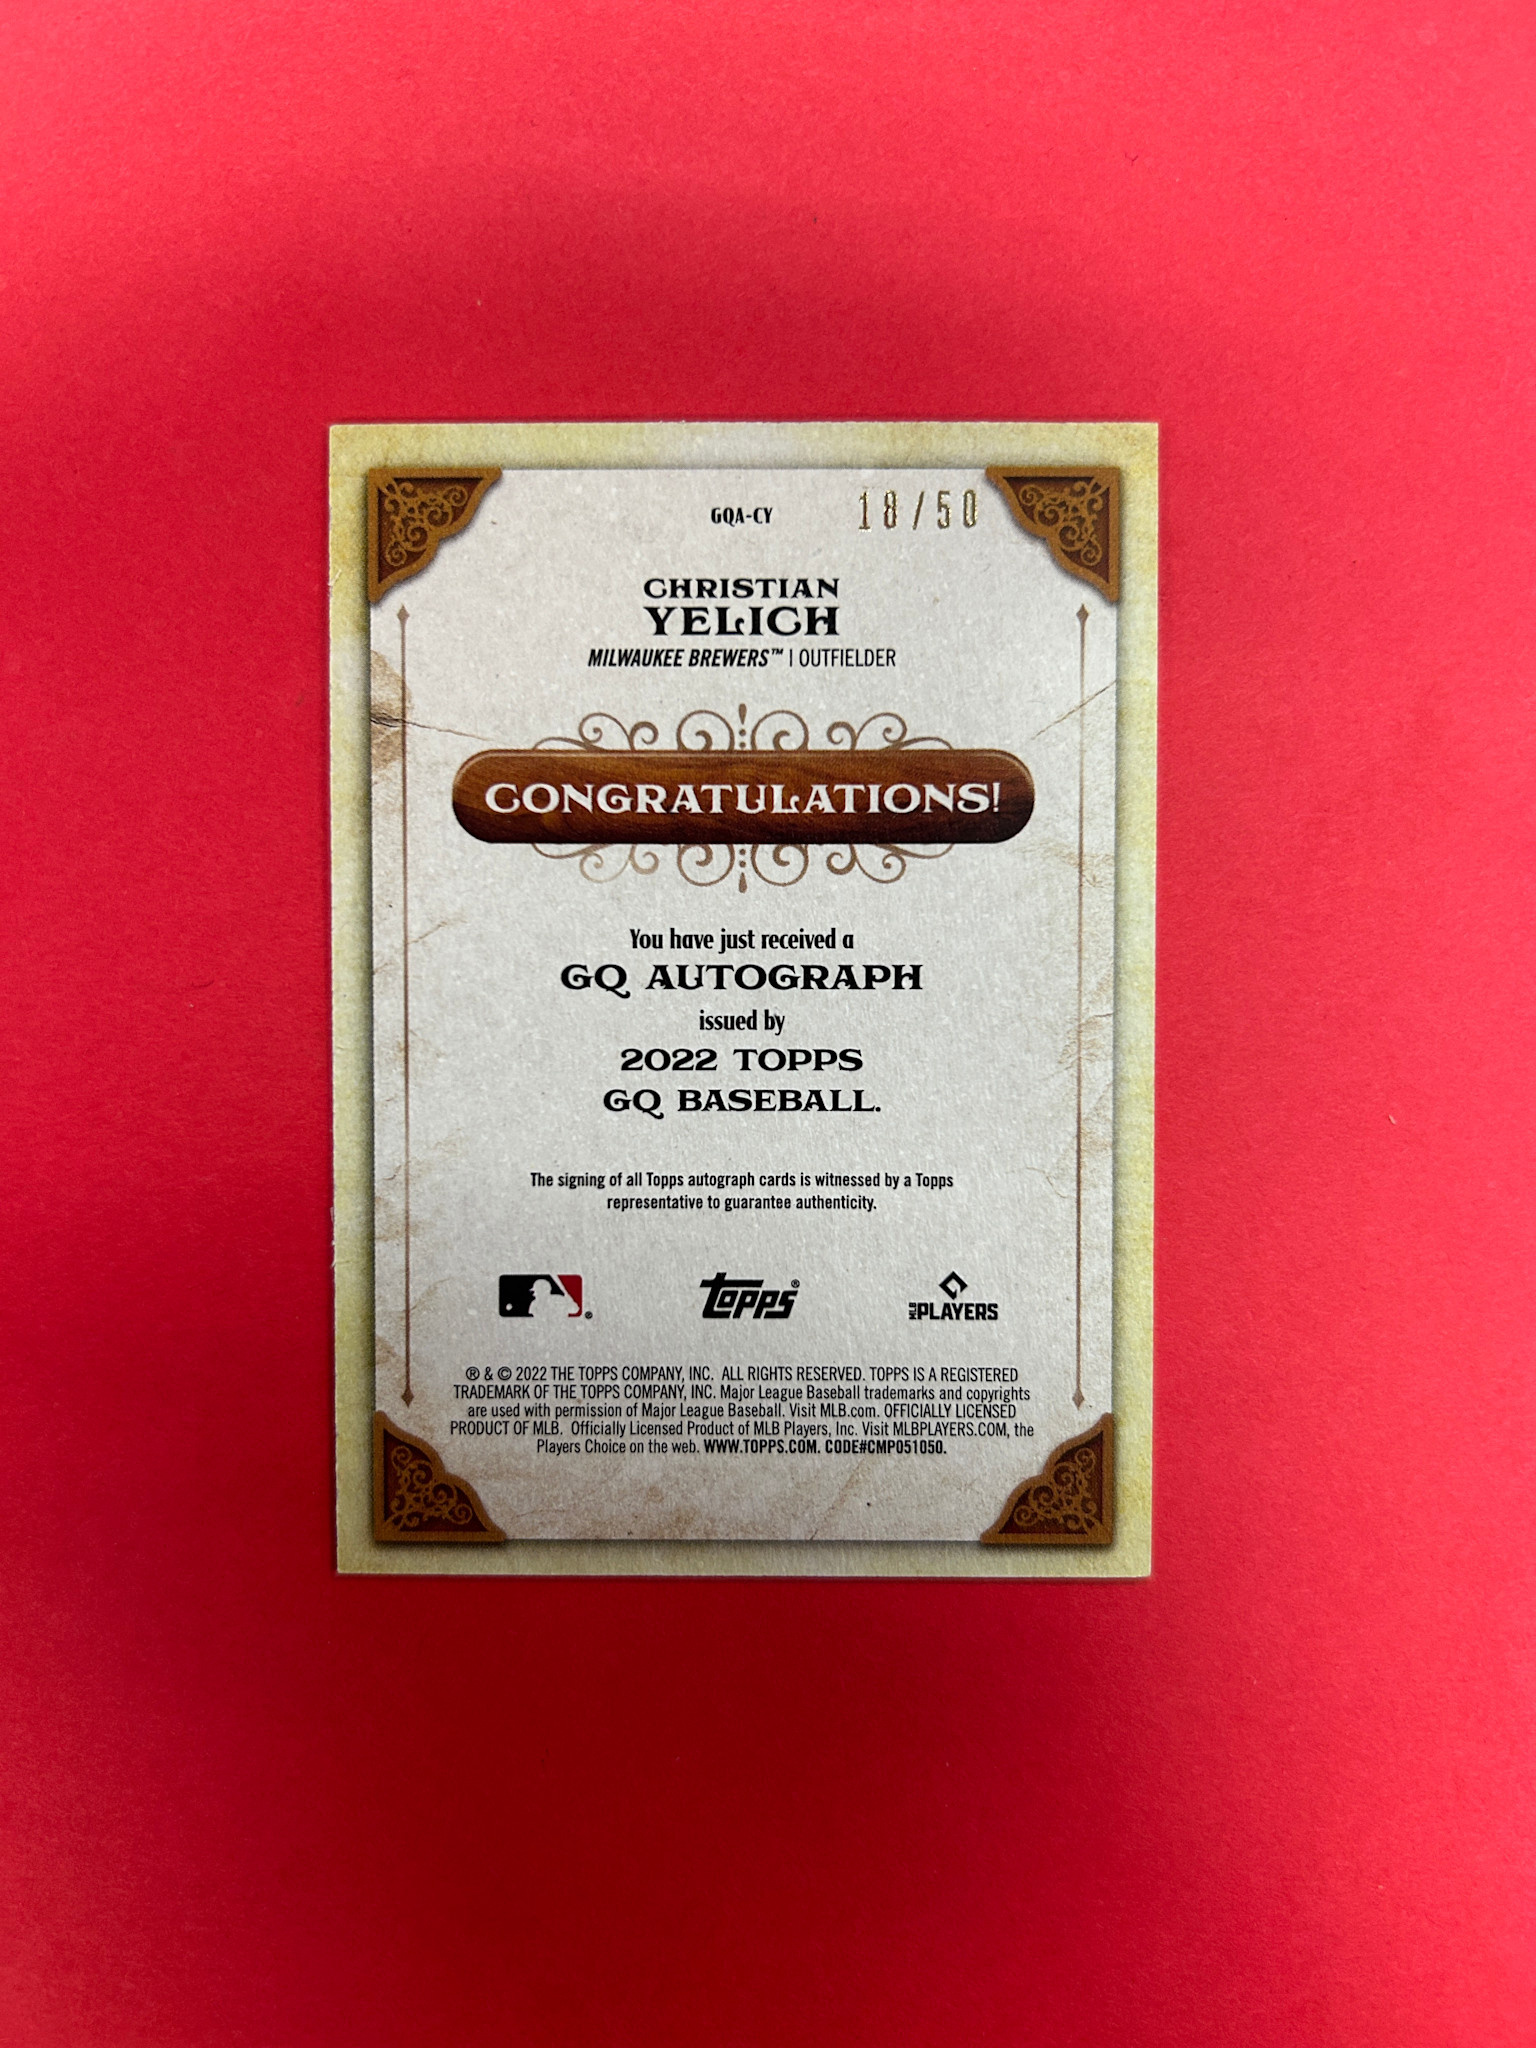 GQA-CY 18/50
CHRISTIAN
YELICH
MILWAUKEE BREWERS™ | OUTFIELDER
CONGRATULATIONS!
You have just received a
GQ AUTOGRAPH
issued by
2022 TOPPS
GQ BASEBALL.
The signing of all Topps autograph cards is witnessed by a Topps
representative to guarantee authenticity.
® Topps® MLB PLAYERS
® & © 2022 THE TOPPS COMPANY, INC. ALL RIGHTS RESERVED. TOPPS IS A REGISTERED
TRADEMARK OF THE TOPPS COMPANY, INC. Major League Baseball trademarks and copyrights
are used with permission of Major League Baseball. Visit MLB.com. OFFICIALLY LICENSED
PRODUCT OF MLB. Officially Licensed Product of MLB Players, Inc. Visit MLBPLAYERS.COM, the
Players Choice on the web. WWW.TOPPS.COM. CODE#CMP051050.